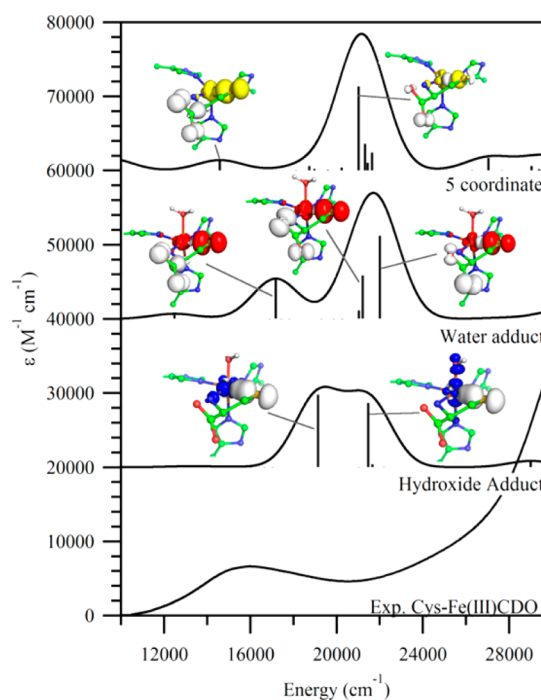 80000
70000
60000
5 coordinate
50000
40000
Water adduct
30000
20000
Hydroxide Adduct
10000
0
Exp. Cys-Fe(III)CDO
12000 16000 20000 24000 28000
Energy (cm⁻¹)
ε (M⁻¹ cm⁻¹)